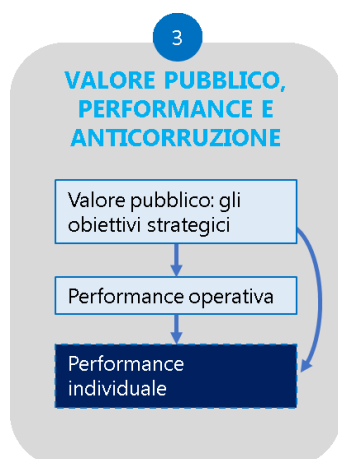 3
VALORE PUBBLICO,
PERFORMANCE E
ANTICORRUZIONE
Valore pubblico: gli
obiettivi strategici
Performance operativa
Performance
individuale